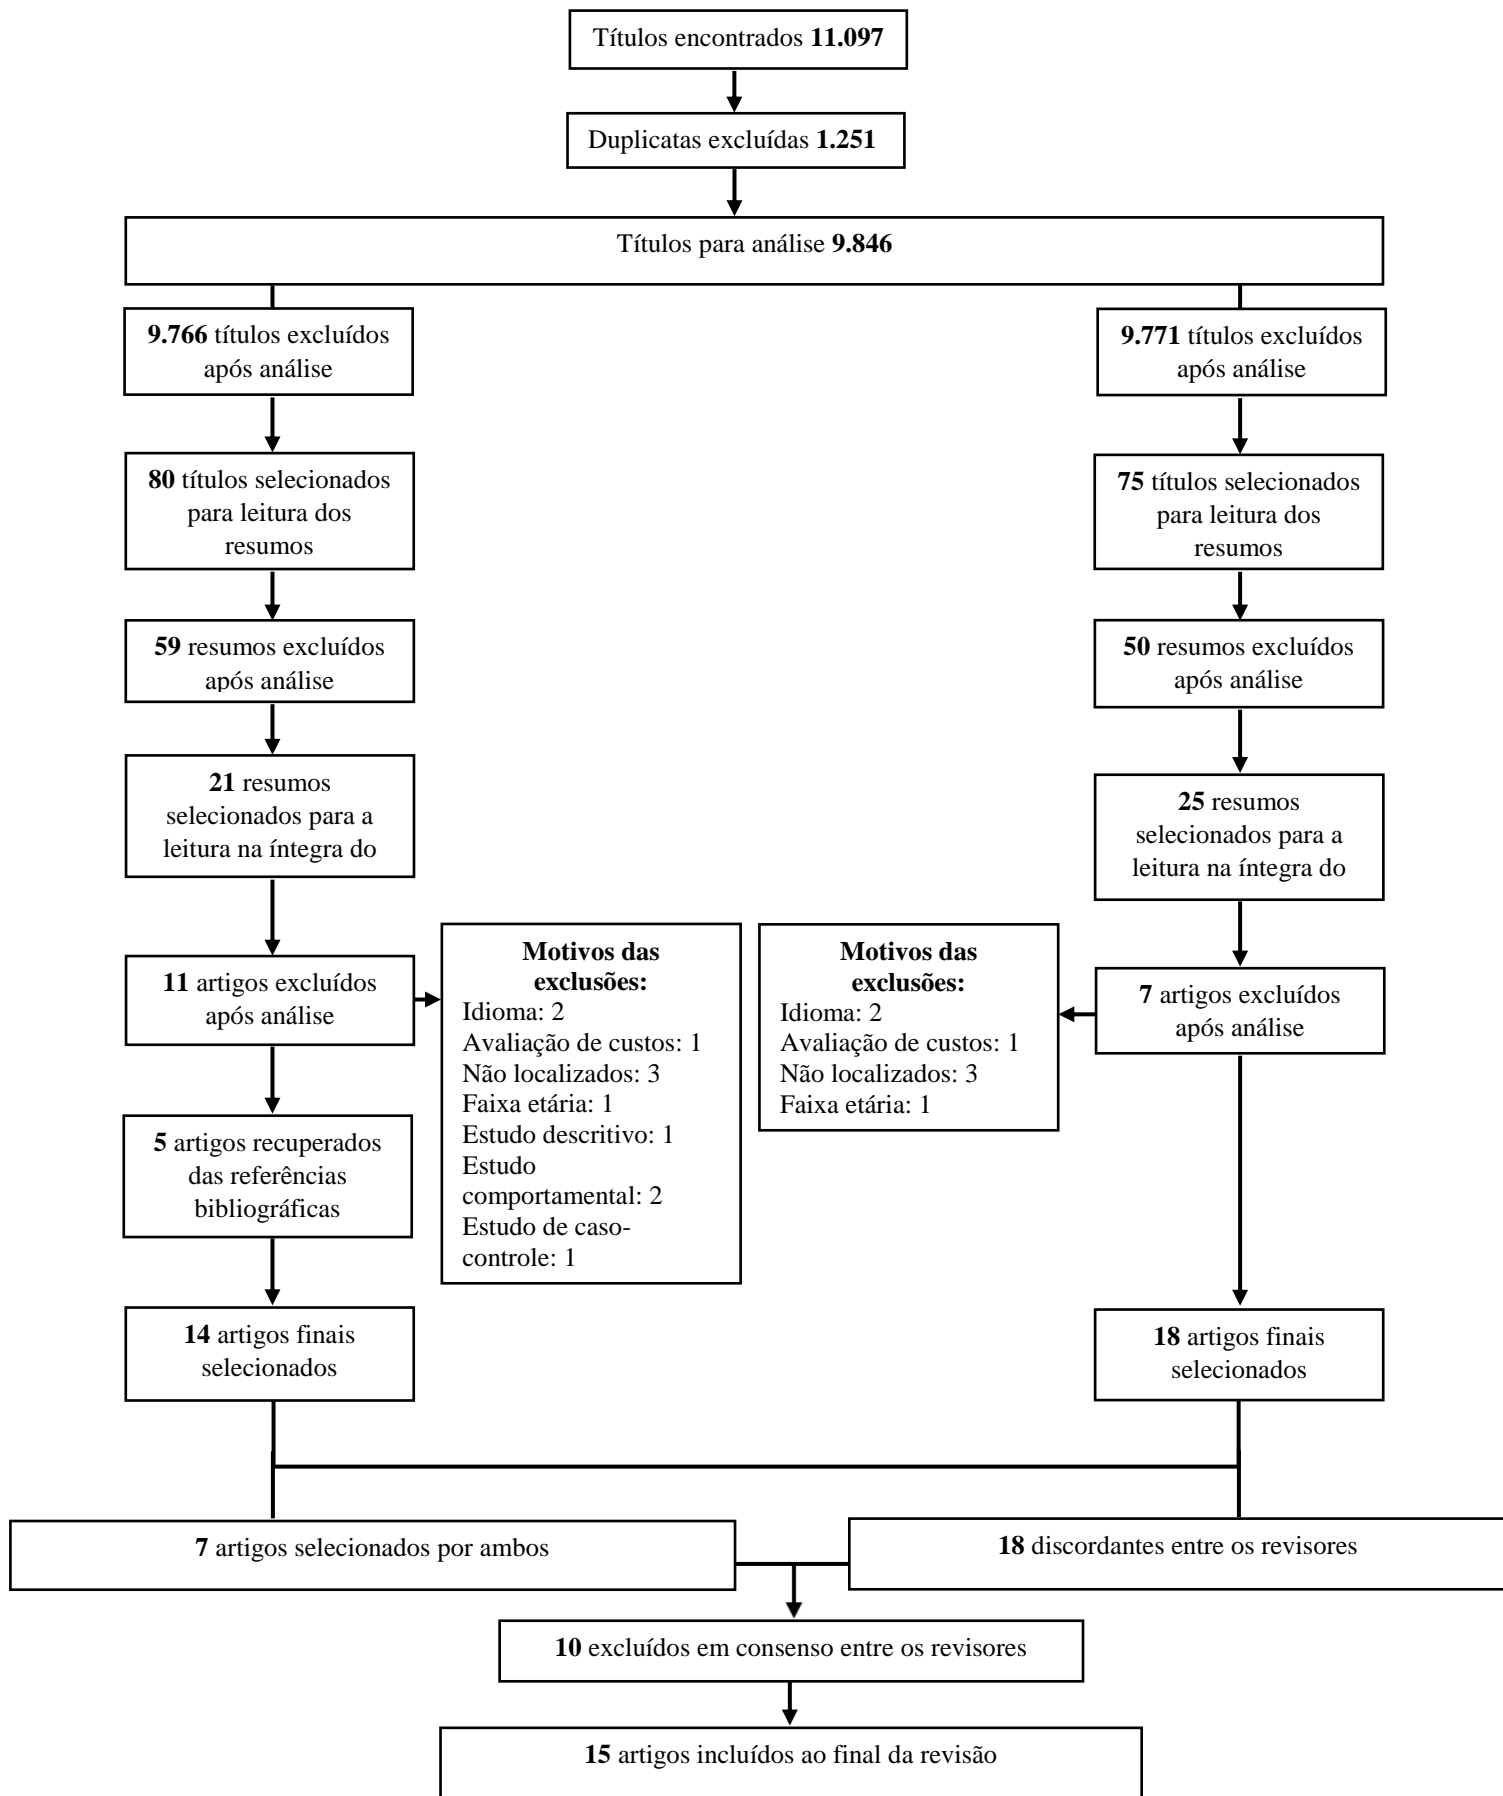 Títulos encontrados 11.097
Duplicatas excluídas 1.251
Títulos para análise 9.846
9.766 títulos excluídos
após análise
9.771 títulos excluídos
após análise
80 títulos selecionados
para leitura dos
resumos
75 títulos selecionados
para leitura dos
resumos
59 resumos excluídos
após análise
50 resumos excluídos
após análise
21 resumos
selecionados para a
leitura na íntegra do
25 resumos
selecionados para a
leitura na íntegra do
11 artigos excluídos
após análise
Motivos das
exclusões:
Idioma: 2
Avaliação de custos: 1
Não localizados: 3
Faixa etária: 1
Estudo descritivo: 1
Estudo
comportamental: 2
Estudo de caso-
controle: 1
Motivos das
exclusões:
Idioma: 2
Avaliação de custos: 1
Não localizados: 3
Faixa etária: 1
7 artigos excluídos
após análise
5 artigos recuperados
das referências
bibliográficas
14 artigos finais
selecionados
18 artigos finais
selecionados
7 artigos selecionados por ambos
18 discordantes entre os revisores
10 excluídos em consenso entre os revisores
15 artigos incluídos ao final da revisão